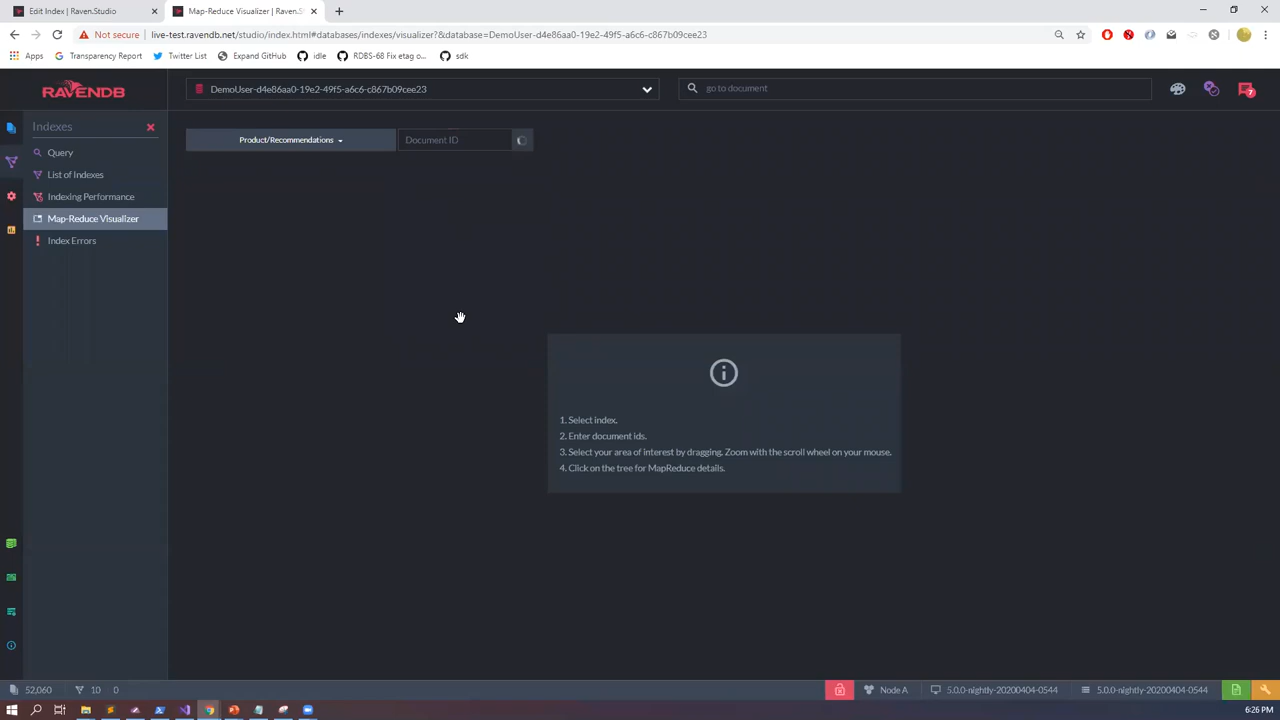 Edit Index | Raven.Studio
Map-Reduce Visualizer | Raven.S
Not secure | live-test.ravendb.net/studio/index.html#databases/indexes/visualizer?&database=DemoUser-d4e86aa0-19e2-49f5-a6c6-c867b09cee23
Apps
Transparency Report
Twitter List
Expand GitHub
idle
RDBS-68 Fix etag o...
sdk
RAVENDB
DemoUser-d4e86aa0-19e2-49f5-a6c6-c867b09cee23
go to document
7
Indexes
Product/Recommendations
Document ID
Query
List of Indexes
Indexing Performance
Map-Reduce Visualizer
Index Errors
1. Select index.
2. Enter document ids.
3. Select your area of interest by dragging. Zoom with the scroll wheel on your mouse.
4. Click on the tree for MapReduce details.
52,060
10
0
Node A
5.0.0-nightly-20200404-0544
5.0.0-nightly-20200404-0544
6:26 PM